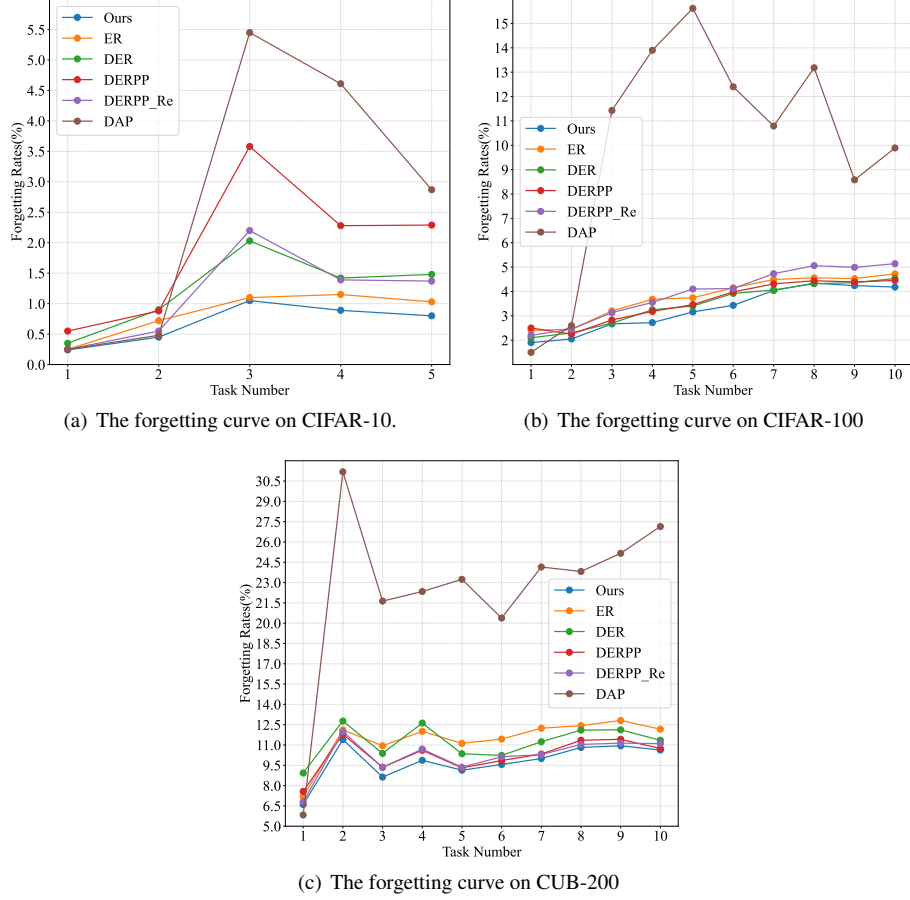 5.5
5.0
4.5
4.0
3.5
3.0
2.5
2.0
1.5
1.0
0.5
0.0
Forgetting Rates(%)
Ours
ER
DER
DERPP
DERPP_Re
DAP
1 2 3 4 5
Task Number
(a) The forgetting curve on CIFAR-10.
15
14
13
12
11
10
9
8
7
6
5
4
3
2
Forgetting Rates(%)
Ours
ER
DER
DERPP
DERPP_Re
DAP
1 2 3 4 5 6 7 8 9 10
Task Number
(b) The forgetting curve on CIFAR-100
30.5
29.0
27.5
26.0
24.5
23.0
21.5
20.0
18.5
17.0
15.5
14.0
12.5
11.0
9.5
8.0
6.5
5.0
Forgetting Rates(%)
Ours
ER
DER
DERPP
DERPP_Re
DAP
1 2 3 4 5 6 7 8 9 10
Task Number
(c) The forgetting curve on CUB-200